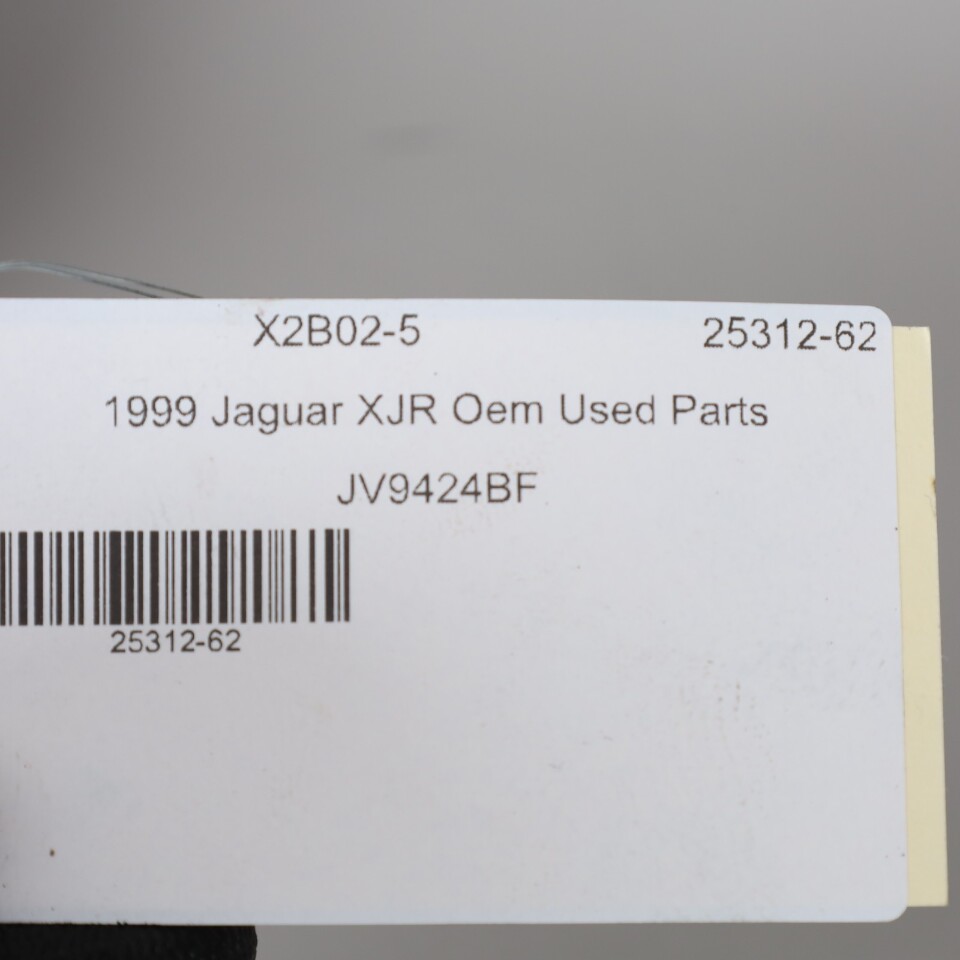 X2B02-5 25312-62
1999 Jaguar XJR Oem Used Parts
JV9424BF
25312-62